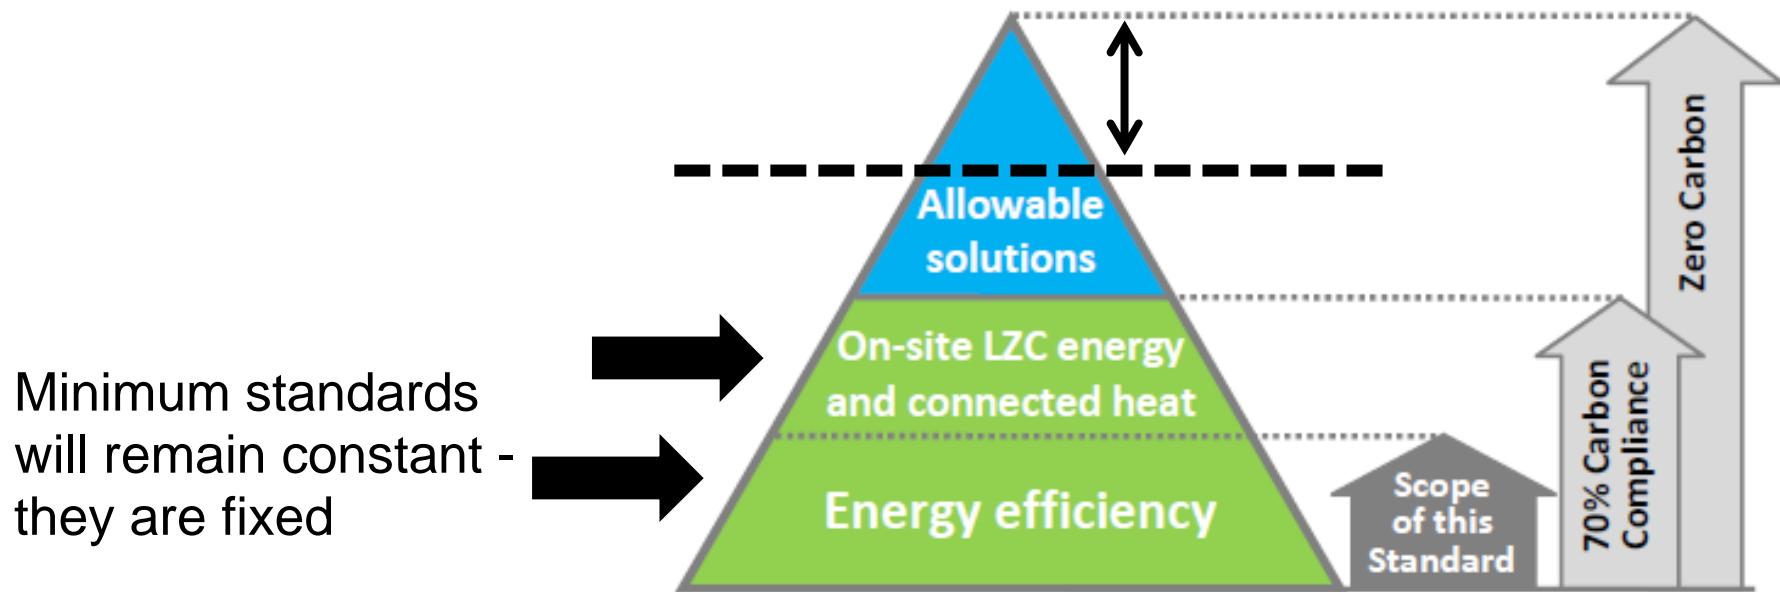 Allowable
solutions
On-site LZC energy
and connected heat
Energy efficiency
Minimum standards
will remain constant -
they are fixed
Scope
of this
Standard
70% Carbon
Compliance
Zero Carbon